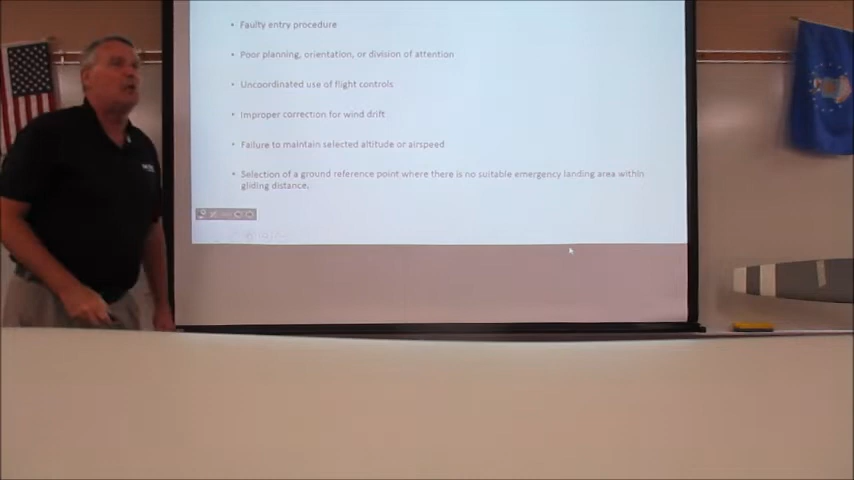 • Faulty entry procedure
• Poor planning, orientation, or division of attention
• Uncoordinated use of flight controls
• Improper correction for wind drift
• Failure to maintain selected altitude or airspeed
• Selection of a ground reference point where there is no suitable emergency landing area within
gliding distance.